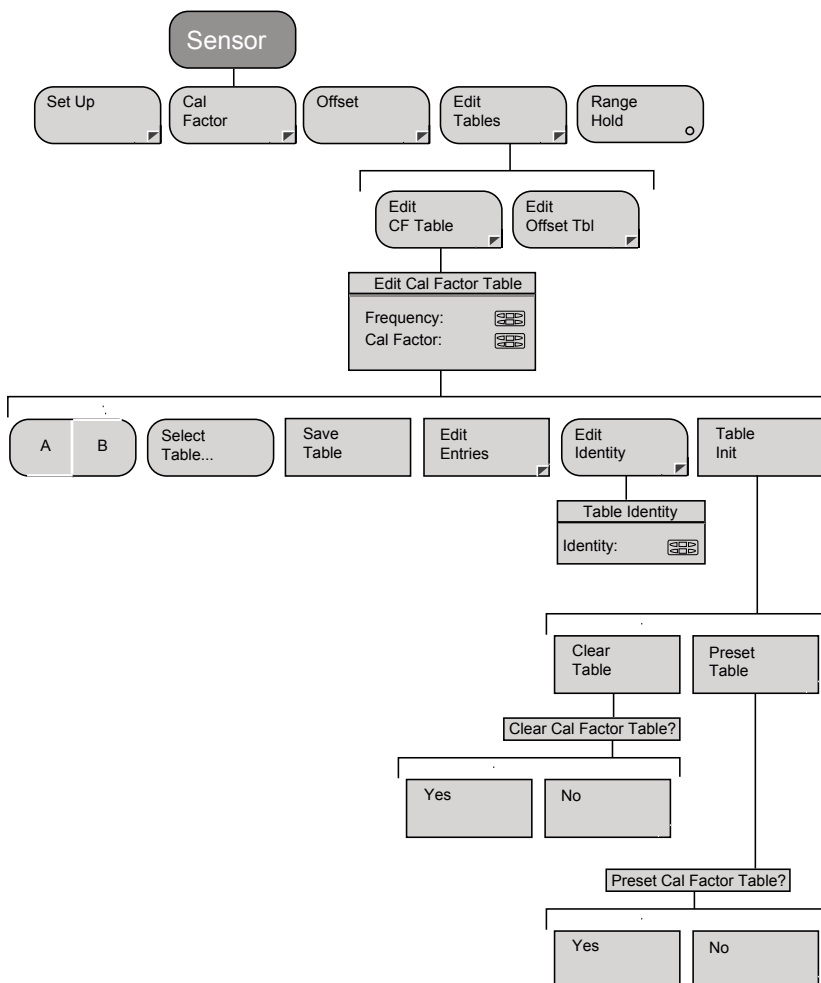 Sensor
Set Up
Cal
Factor
Offset
Edit
Tables
Range
Hold
Edit
CF Table
Edit
Offset Tbl
Edit Cal Factor Table
Frequency:
Cal Factor:
A
B
Select
Table...
Save
Table
Edit
Entries
Edit
Identity
Table
Init
Table Identity
Identity:
Clear
Table
Preset
Table
Clear Cal Factor Table?
Yes
No
Preset Cal Factor Table?
Yes
No